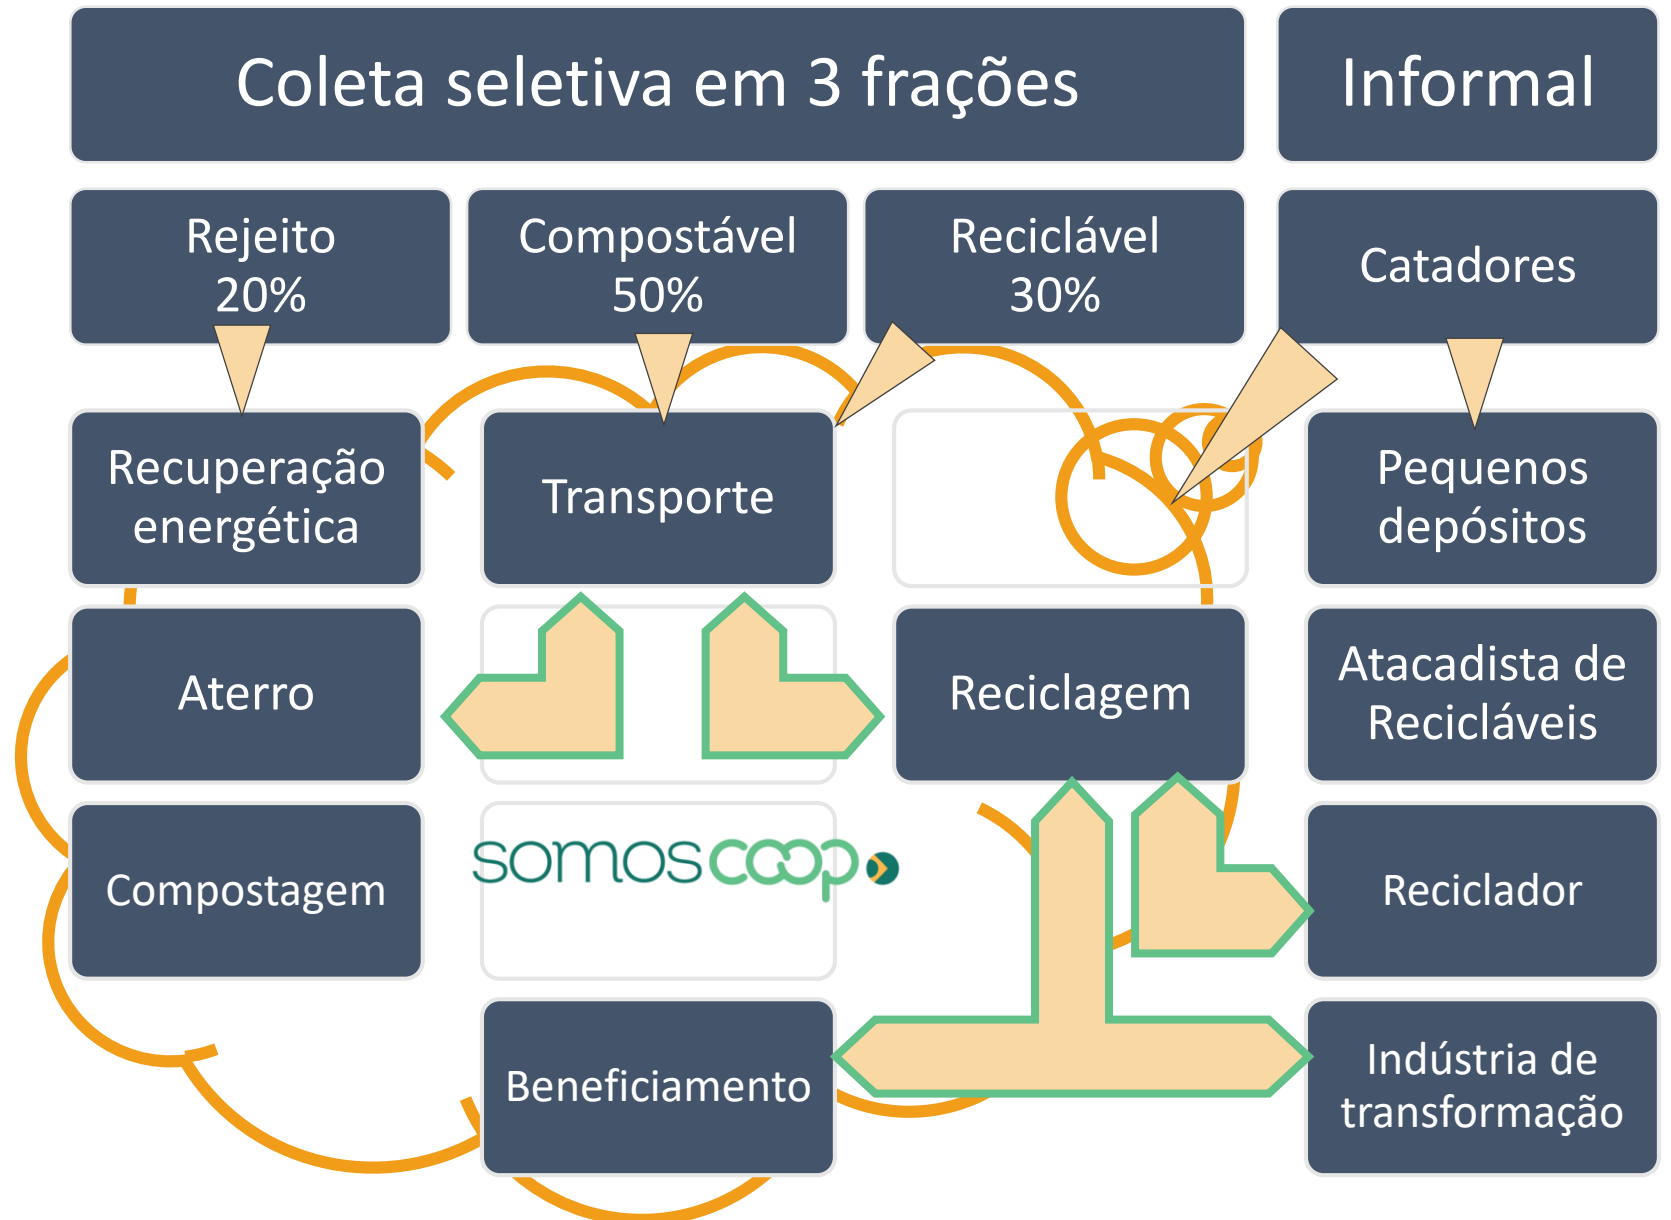 Coleta seletiva em 3 frações
Informal
Rejeito
20%
Compostável
50%
Reciclável
30%
Catadores
Recuperação
energética
Transporte
Pequenos
depósitos
Aterro
Reciclagem
Atacadista de
Recicláveis
Compostagem
somoscoop
Reciclador
Beneficiamento
Indústria de
transformação